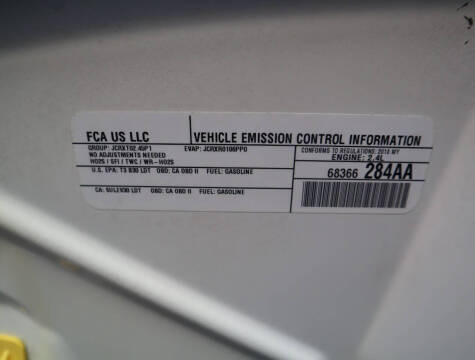 FCA US LLC
VEHICLE EMISSION CONTROL INFORMATION
GROUP: JCRXT02.45P1
EVAP: JCRXR0106PP0
CONFORMS TO REGULATIONS: 2018 MY
NO ADJUSTMENTS NEEDED
ENGINE: 2.4L
HO2S / SFI / TWC / WR-HO2S
68366 284AA
U.S. EPA: T3 B30 LDT OBD: CA OBD II FUEL: GASOLINE
CA: SULEV30 LDT OBD: CA OBD II FUEL: GASOLINE